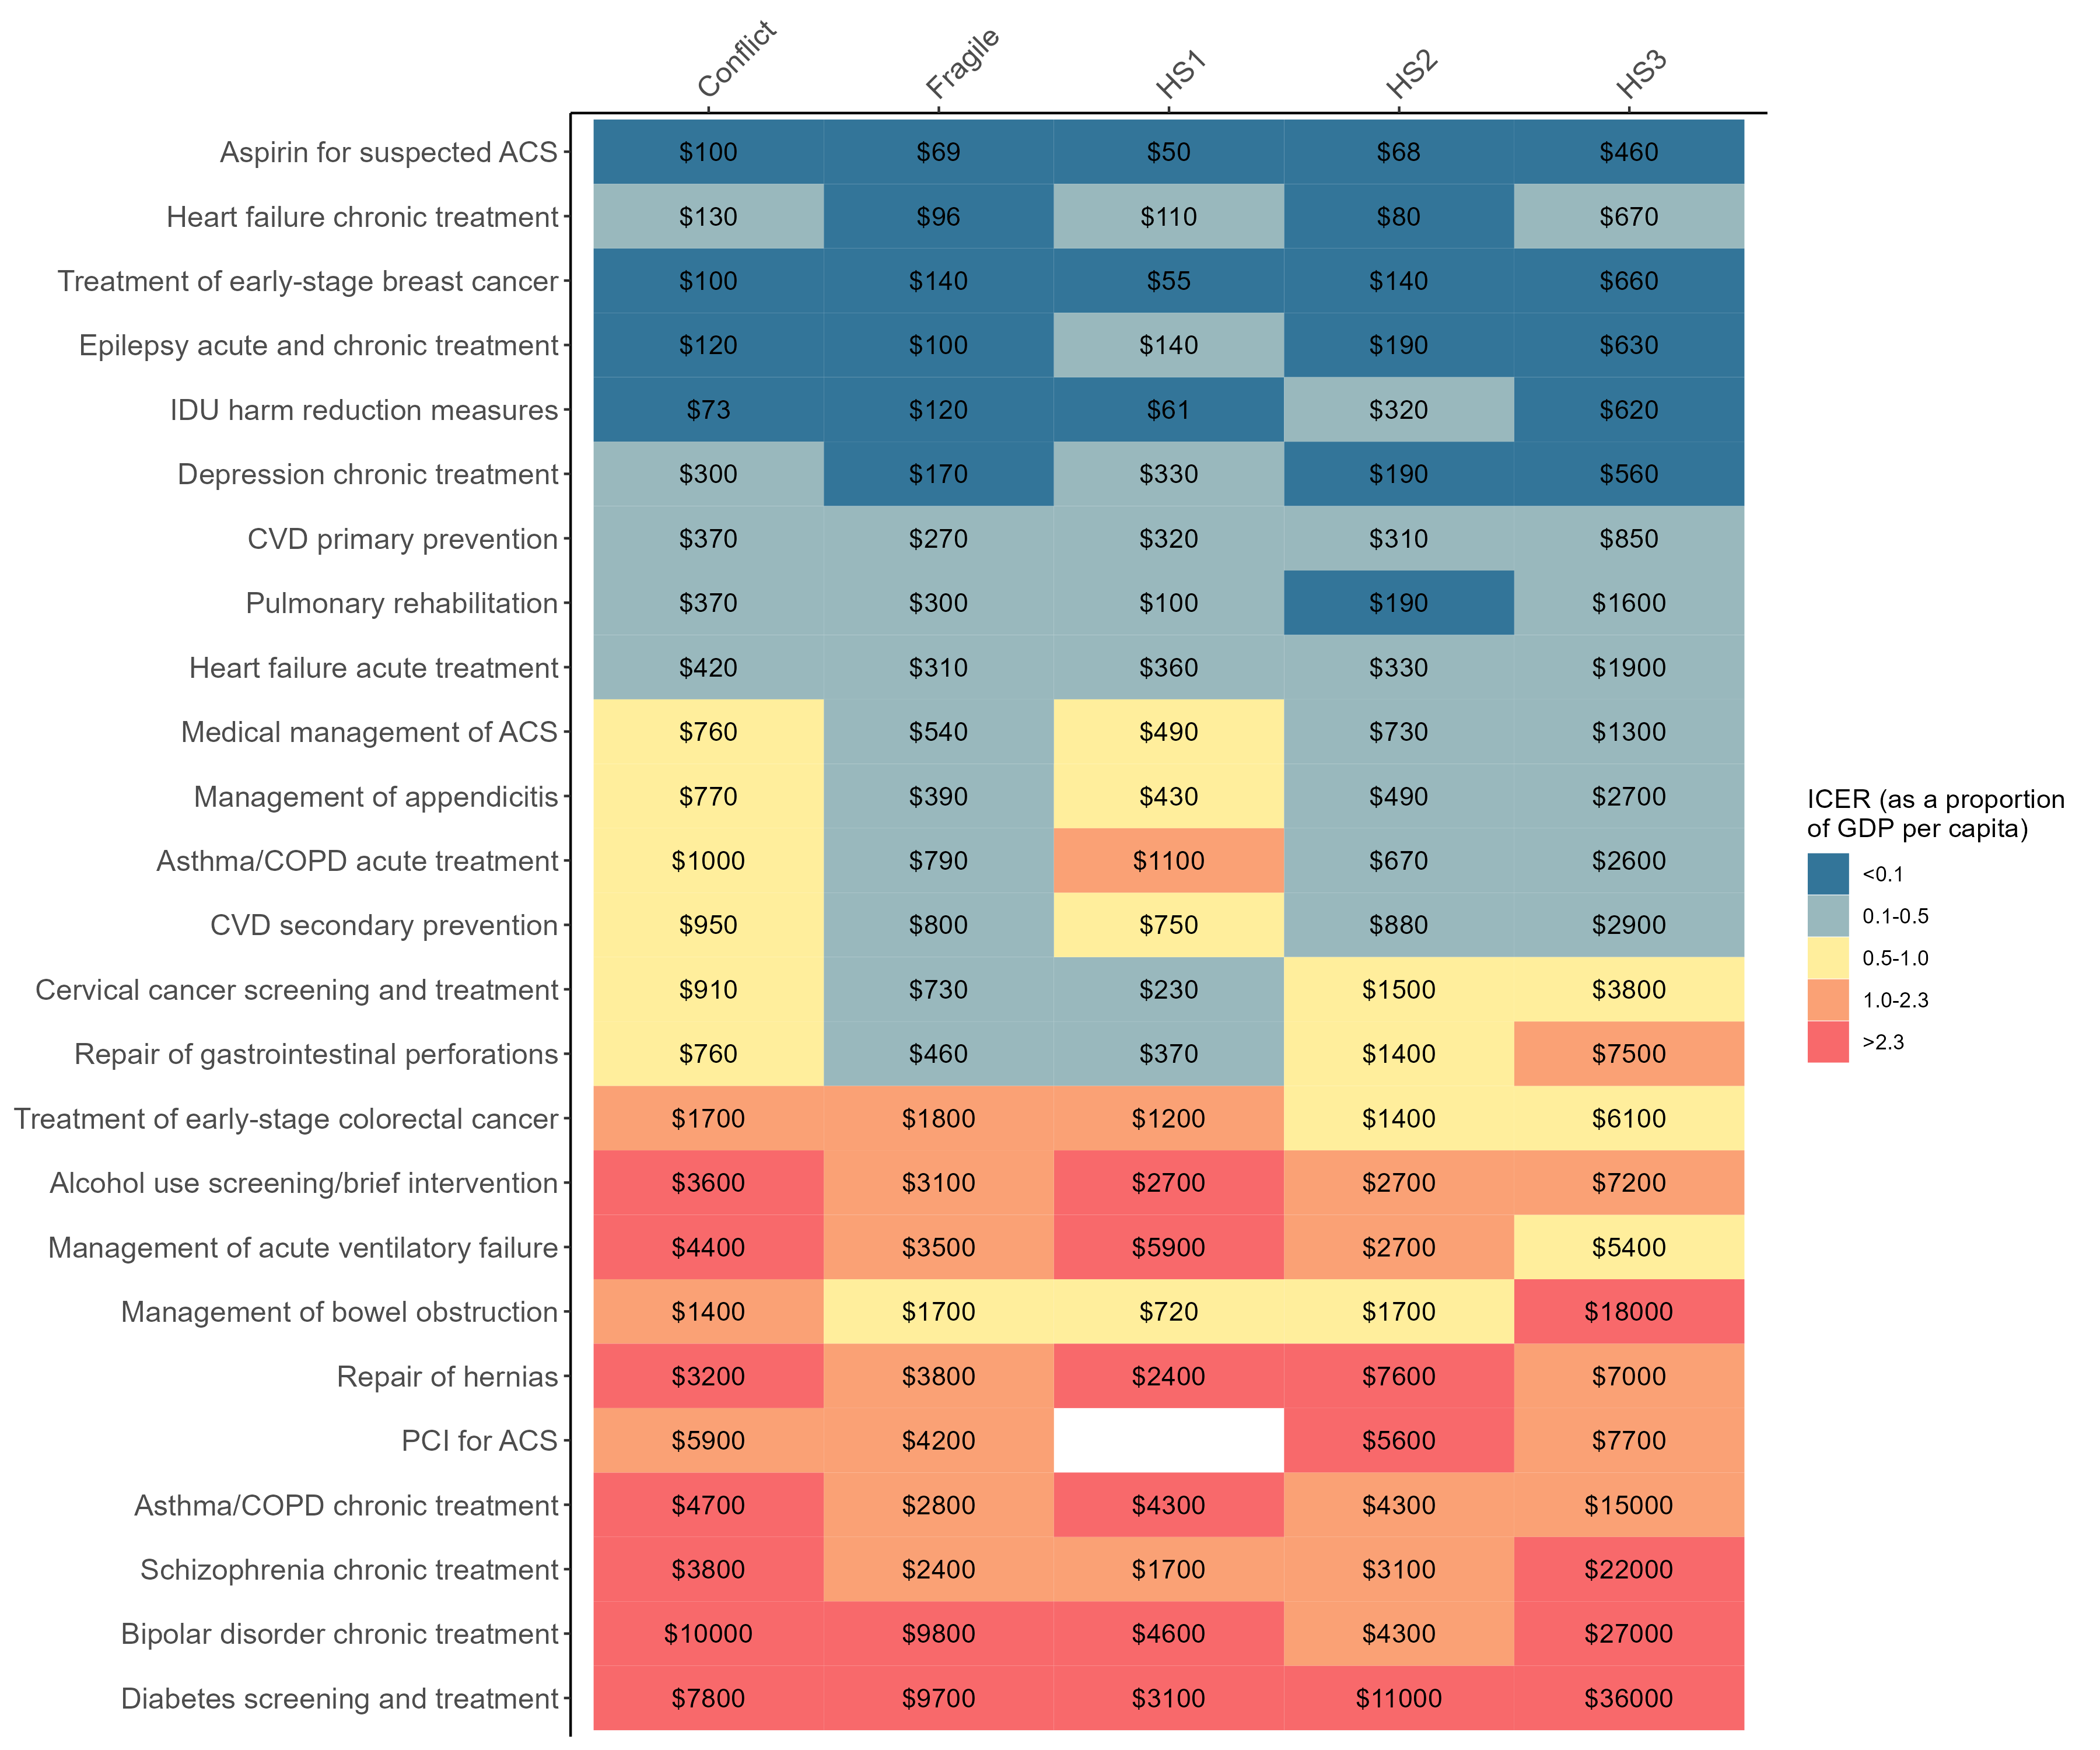 Conflict Fragile HS1 HS2 HS3
Aspirin for suspected ACS $100 $69 $50 $68 $460
Heart failure chronic treatment $130 $96 $110 $80 $670
Treatment of early-stage breast cancer $100 $140 $55 $140 $660
Epilepsy acute and chronic treatment $120 $100 $140 $190 $630
IDU harm reduction measures $73 $120 $61 $320 $620
Depression chronic treatment $300 $170 $330 $190 $560
CVD primary prevention $370 $270 $320 $310 $850
Pulmonary rehabilitation $370 $300 $100 $190 $1600
Heart failure acute treatment $420 $310 $360 $330 $1900
Medical management of ACS $760 $540 $490 $730 $1300
Management of appendicitis $770 $390 $430 $490 $2700
Asthma/COPD acute treatment $1000 $790 $1100 $670 $2600
CVD secondary prevention $950 $800 $750 $880 $2900
Cervical cancer screening and treatment $910 $730 $230 $1500 $3800
Repair of gastrointestinal perforations $760 $460 $370 $1400 $7500
Treatment of early-stage colorectal cancer $1700 $1800 $1200 $1400 $6100
Alcohol use screening/brief intervention $3600 $3100 $2700 $2700 $7200
Management of acute ventilatory failure $4400 $3500 $5900 $2700 $5400
Management of bowel obstruction $1400 $1700 $720 $1700 $18000
Repair of hernias $3200 $3800 $2400 $7600 $7000
PCI for ACS $5900 $4200 $5600 $7700
Asthma/COPD chronic treatment $4700 $2800 $4300 $4300 $15000
Schizophrenia chronic treatment $3800 $2400 $1700 $3100 $22000
Bipolar disorder chronic treatment $10000 $9800 $4600 $4300 $27000
Diabetes screening and treatment $7800 $9700 $3100 $11000 $36000
ICER (as a proportion
of GDP per capita)
<0.1
0.1-0.5
0.5-1.0
1.0-2.3
>2.3